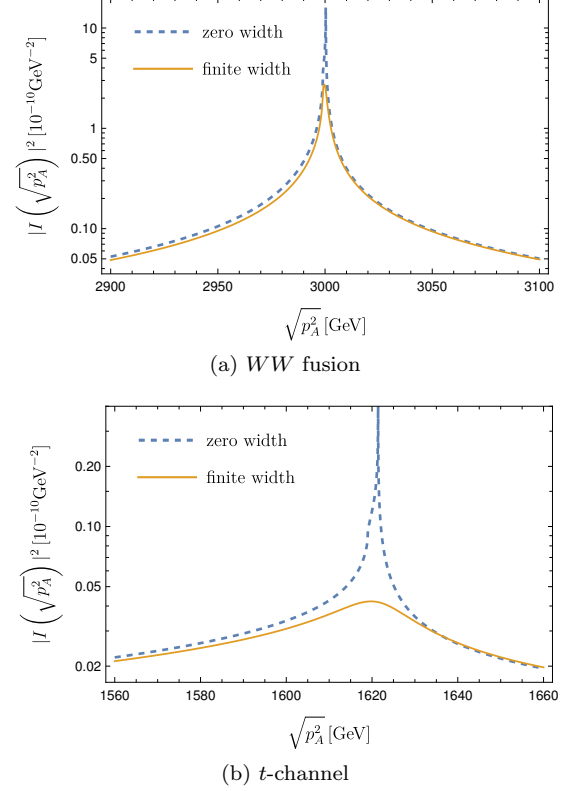 10
5
1
0.50
0.10
0.05
zero width
finite width
|I(√p_A^2)|^2 [10^-10 GeV^-2]
2900 2950 3000 3050 3100
√p_A^2 [GeV]
(a) WW fusion
0.20
0.10
0.05
0.02
zero width
finite width
|I(√p_A^2)|^2 [10^-10 GeV^-2]
1560 1580 1600 1620 1640 1660
√p_A^2 [GeV]
(b) t-channel